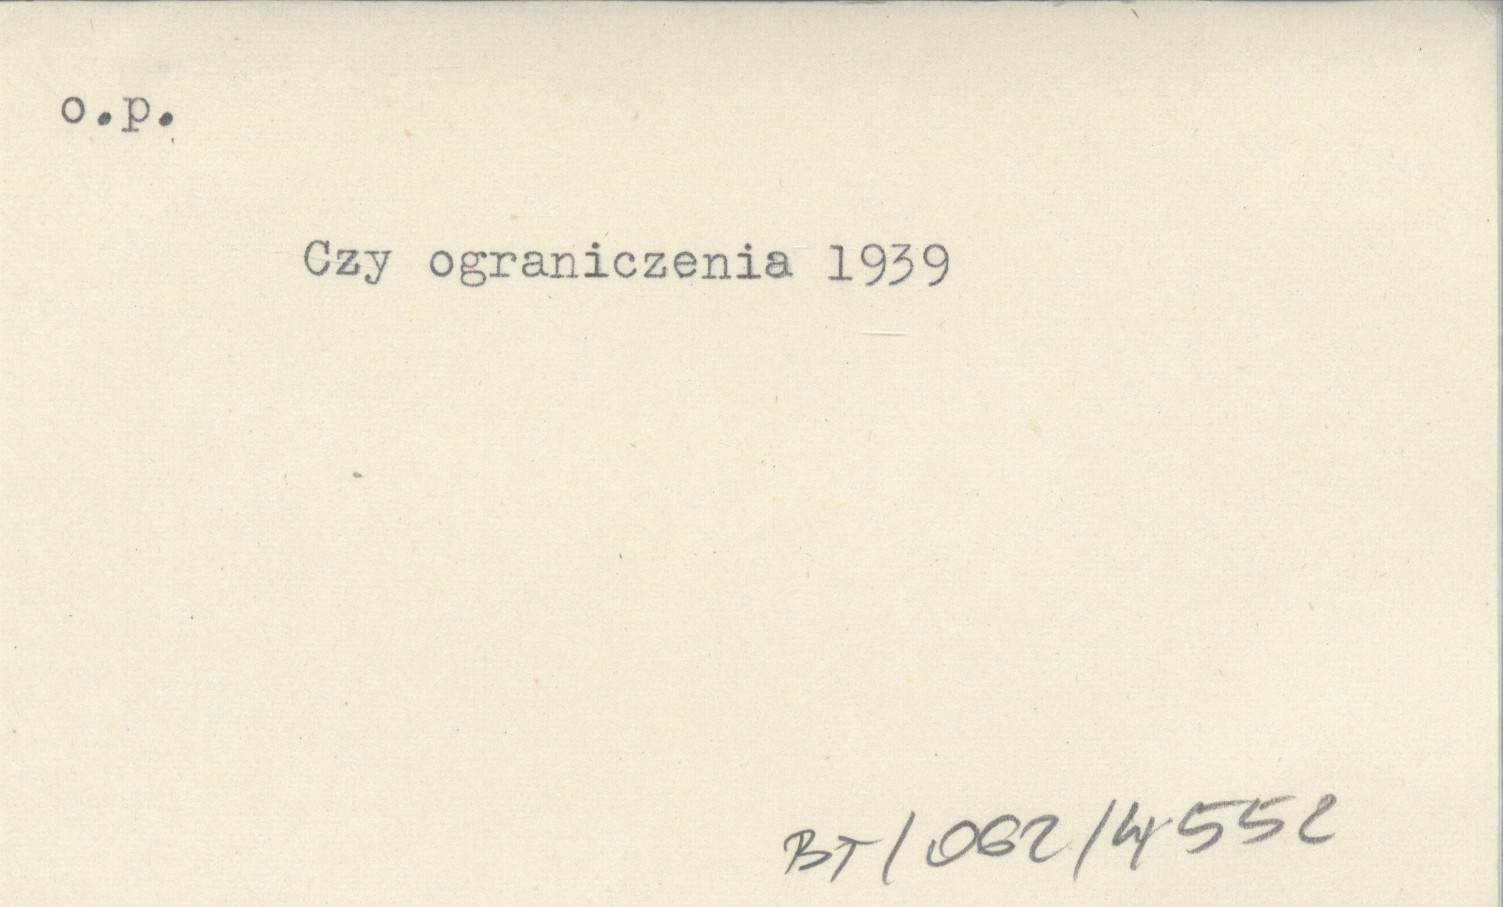 o.p.
Czy ograniczenia 1939
BT/062/4552